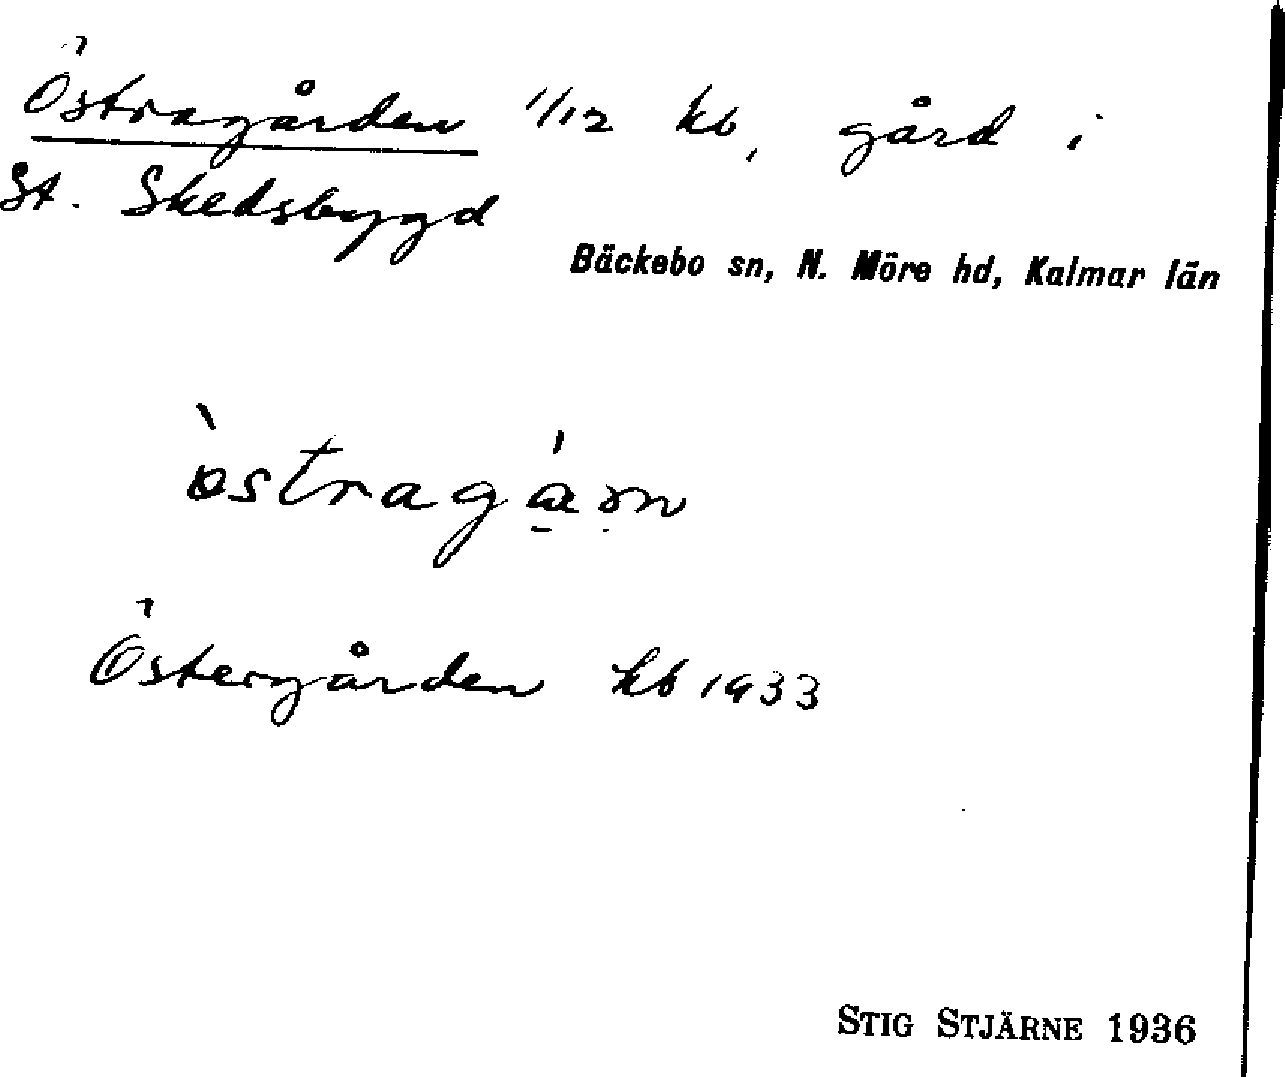 Östragården 1/12 kb, gård i
St. Skedsbygd
Bäckebo sn, N. Möre hd, Kalmar län
östragán
Östergården kb 1933
STIG STJÄRNE 1936